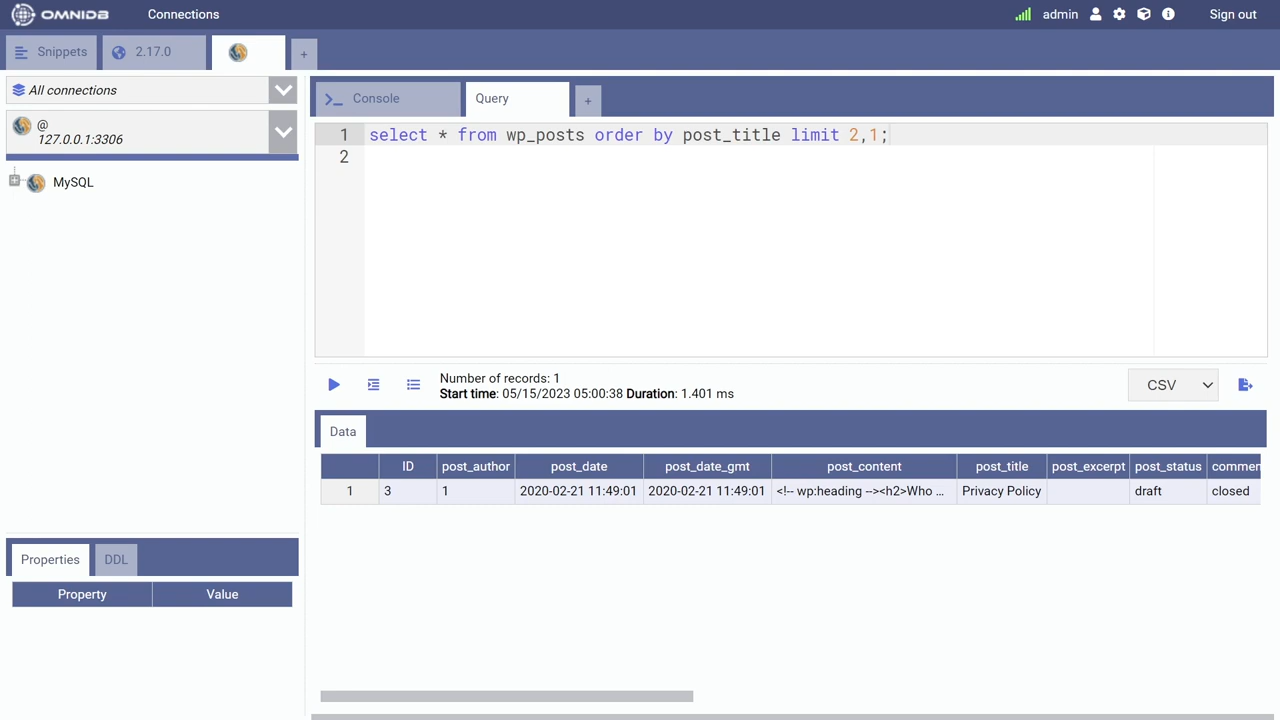 OMNIDB Connections admin Sign out
Snippets 2.17.0 +
All connections
@
127.0.0.1:3306
MySQL
Console Query +
1 select * from wp_posts order by post_title limit 2,1;
2
Number of records: 1
Start time: 05/15/2023 05:00:38 Duration: 1.401 ms
CSV
Data
ID post_author post_date post_date_gmt post_content post_title post_excerpt post_status commen
1 3 1 2020-02-21 11:49:01 2020-02-21 11:49:01 <!-- wp:heading --><h2>Who ... Privacy Policy draft closed
Properties DDL
Property Value